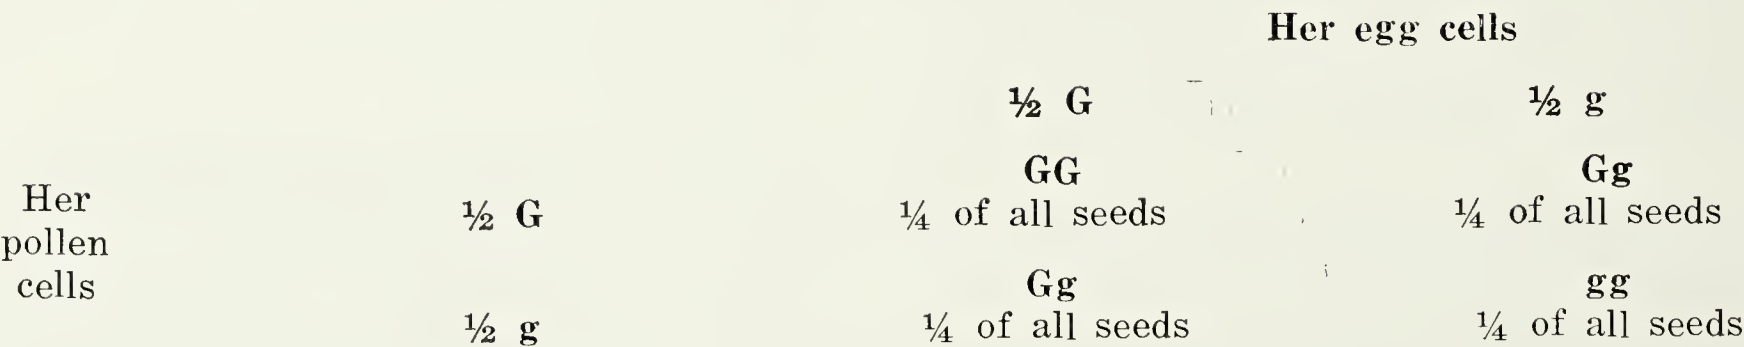 Her egg cells
½ G ½ g
GG Gg
Her ½ G ¼ of all seeds ¼ of all seeds
pollen
cells Gg gg
½ g ¼ of all seeds ¼ of all seeds